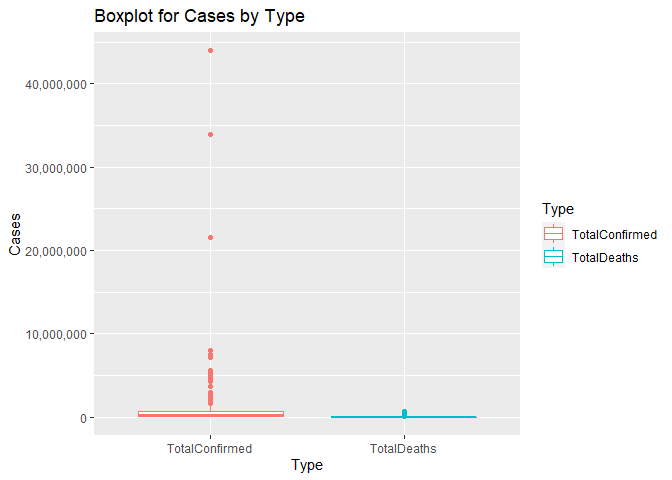 Boxplot for Cases by Type
40,000,000
30,000,000
20,000,000
10,000,000
0
Cases
TotalConfirmed
TotalDeaths
Type
Type
TotalConfirmed
TotalDeaths